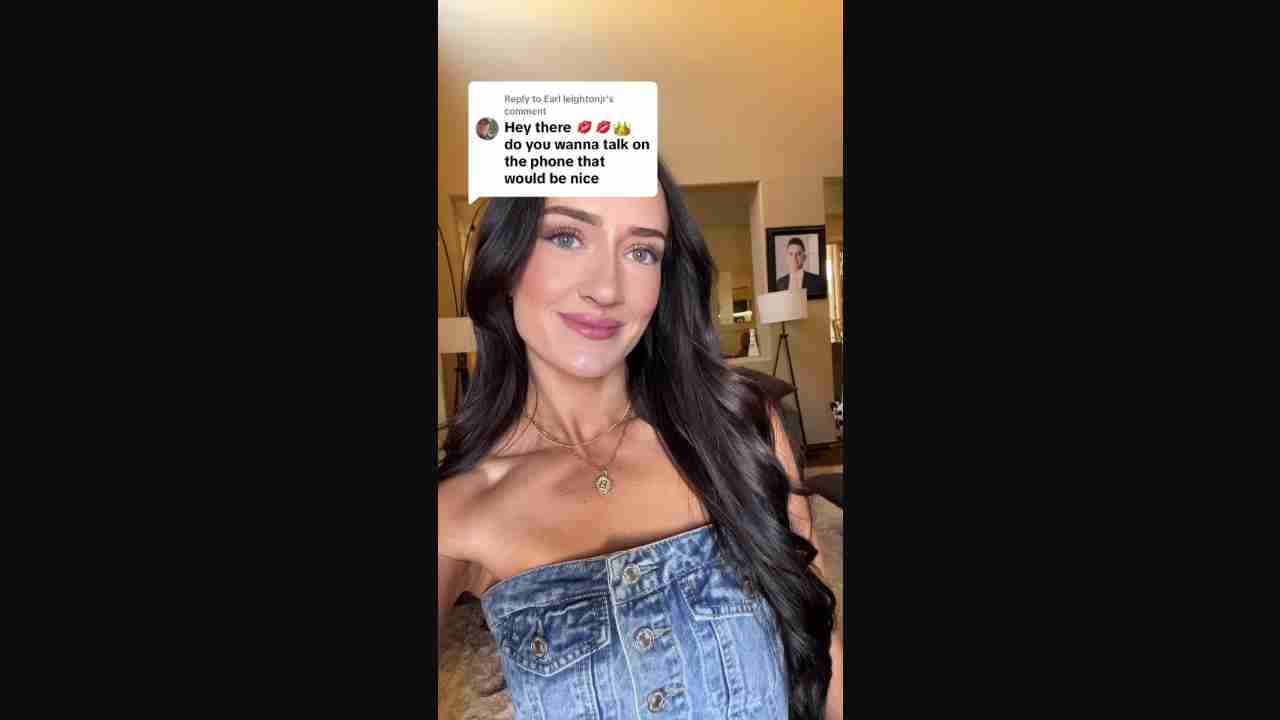 Reply to Earl leightonjr's
comment
Hey there 💋💋👑
do you wanna talk on
the phone that
would be nice
B